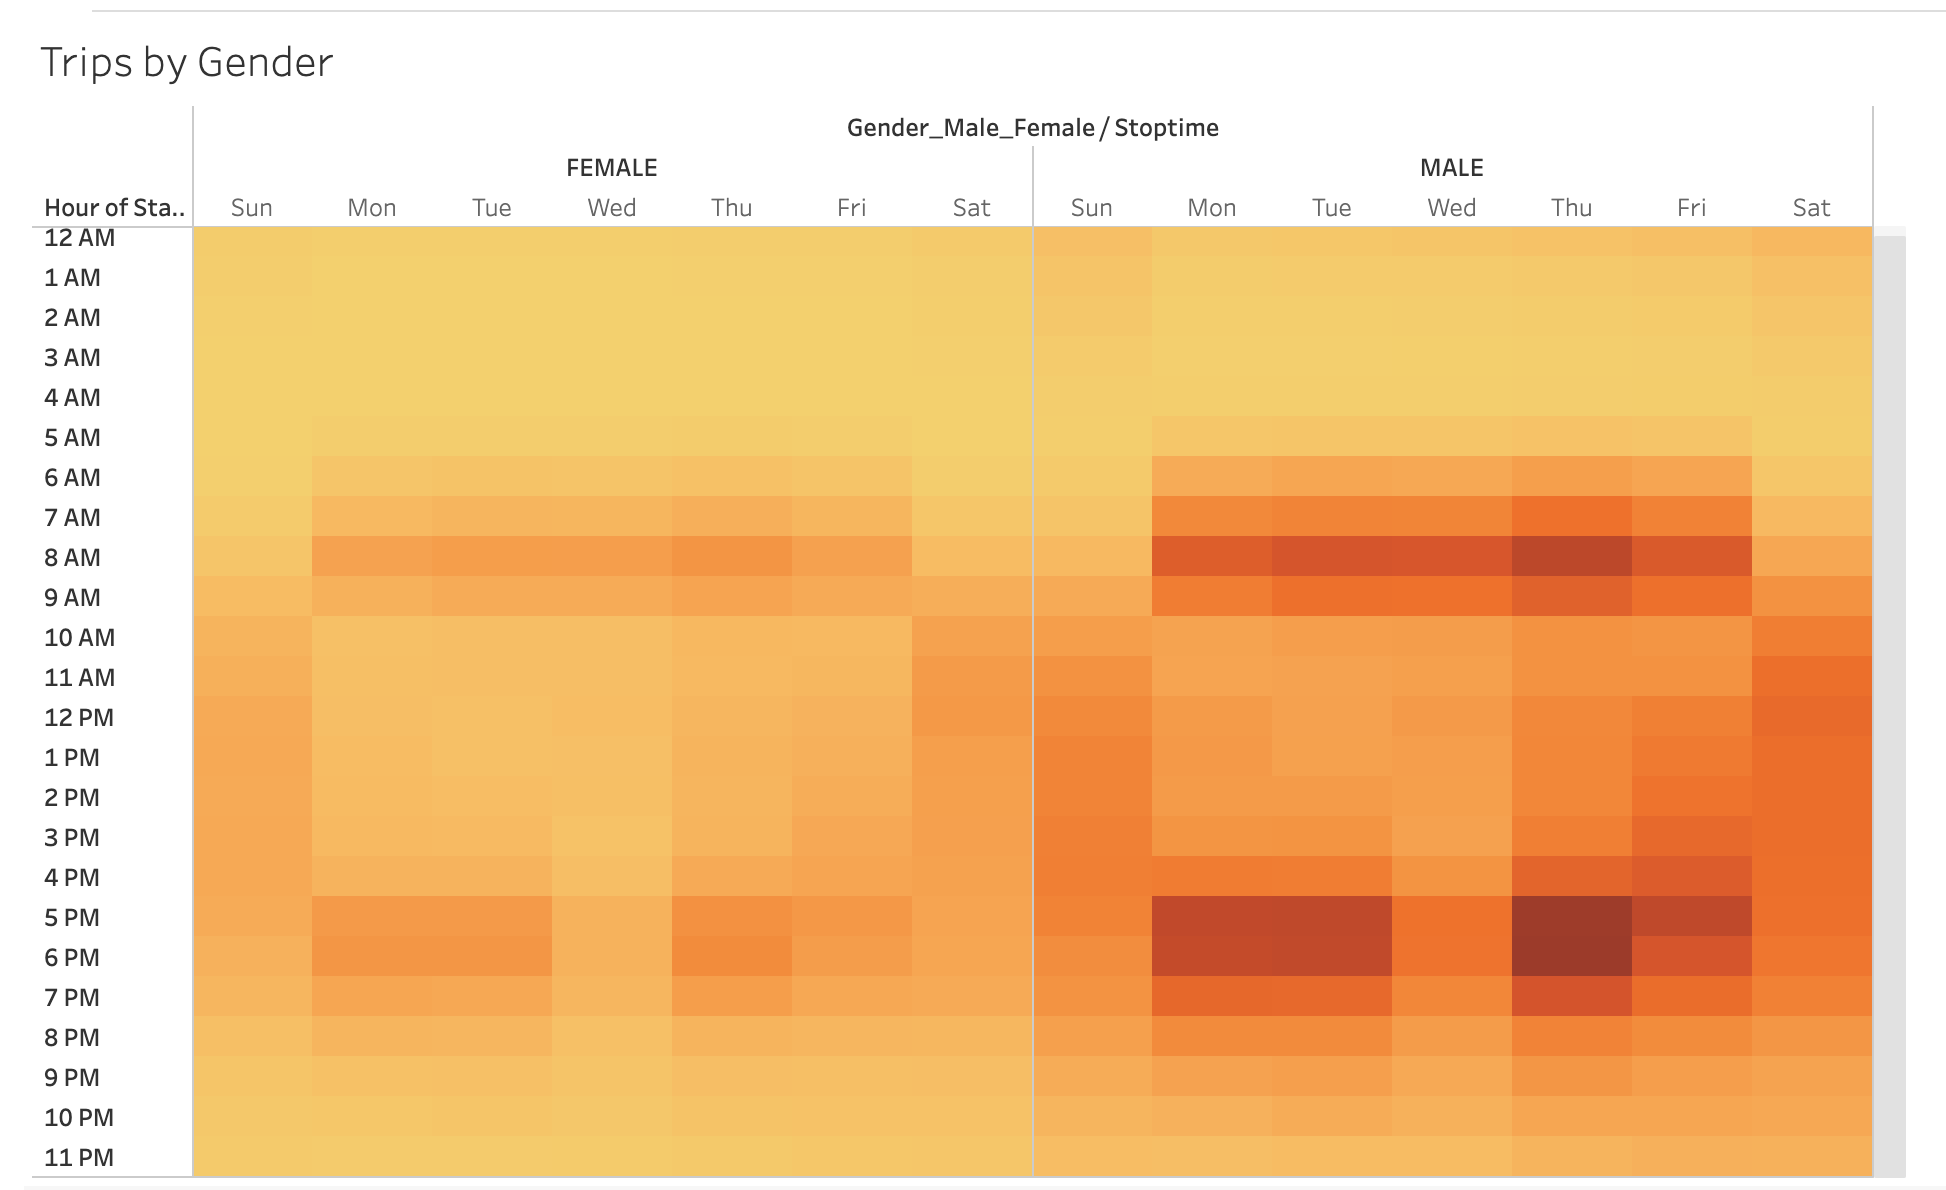 Trips by Gender
Gender_Male_Female / Stoptime
FEMALE MALE
Hour of Sta.. Sun Mon Tue Wed Thu Fri Sat Sun Mon Tue Wed Thu Fri Sat
12 AM
1 AM
2 AM
3 AM
4 AM
5 AM
6 AM
7 AM
8 AM
9 AM
10 AM
11 AM
12 PM
1 PM
2 PM
3 PM
4 PM
5 PM
6 PM
7 PM
8 PM
9 PM
10 PM
11 PM